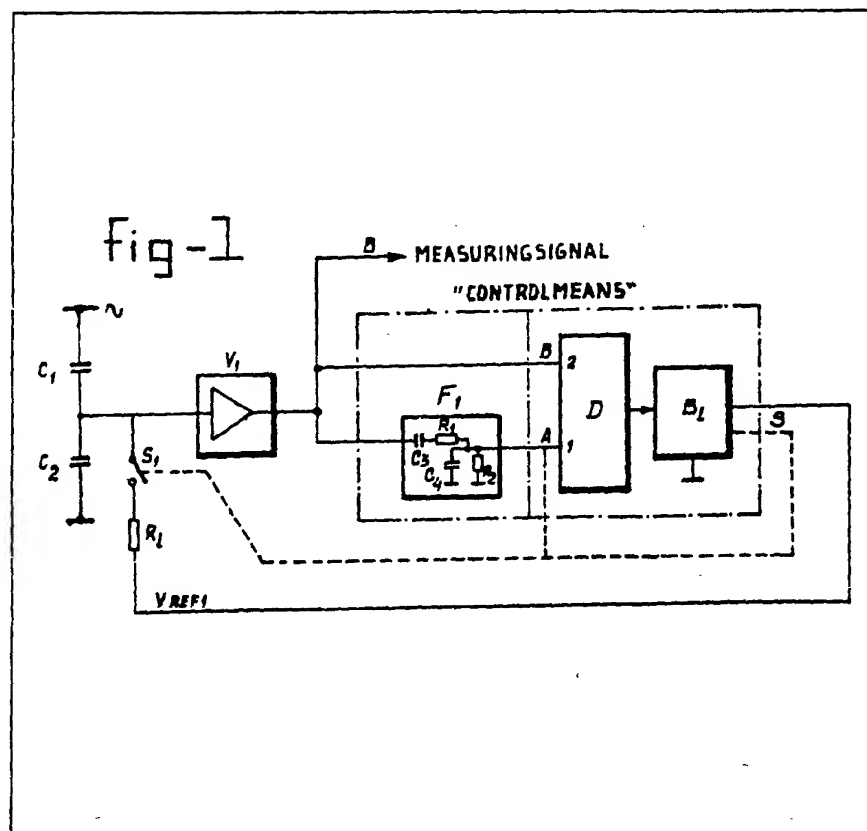 fig-1
B MEASURINGSIGNAL
"CONTROLMEANS"
~
C1
V1
B 2
F1
D
BL
S
R1
A 1
C3
C4
R2
C2
S1
RL
VREF1